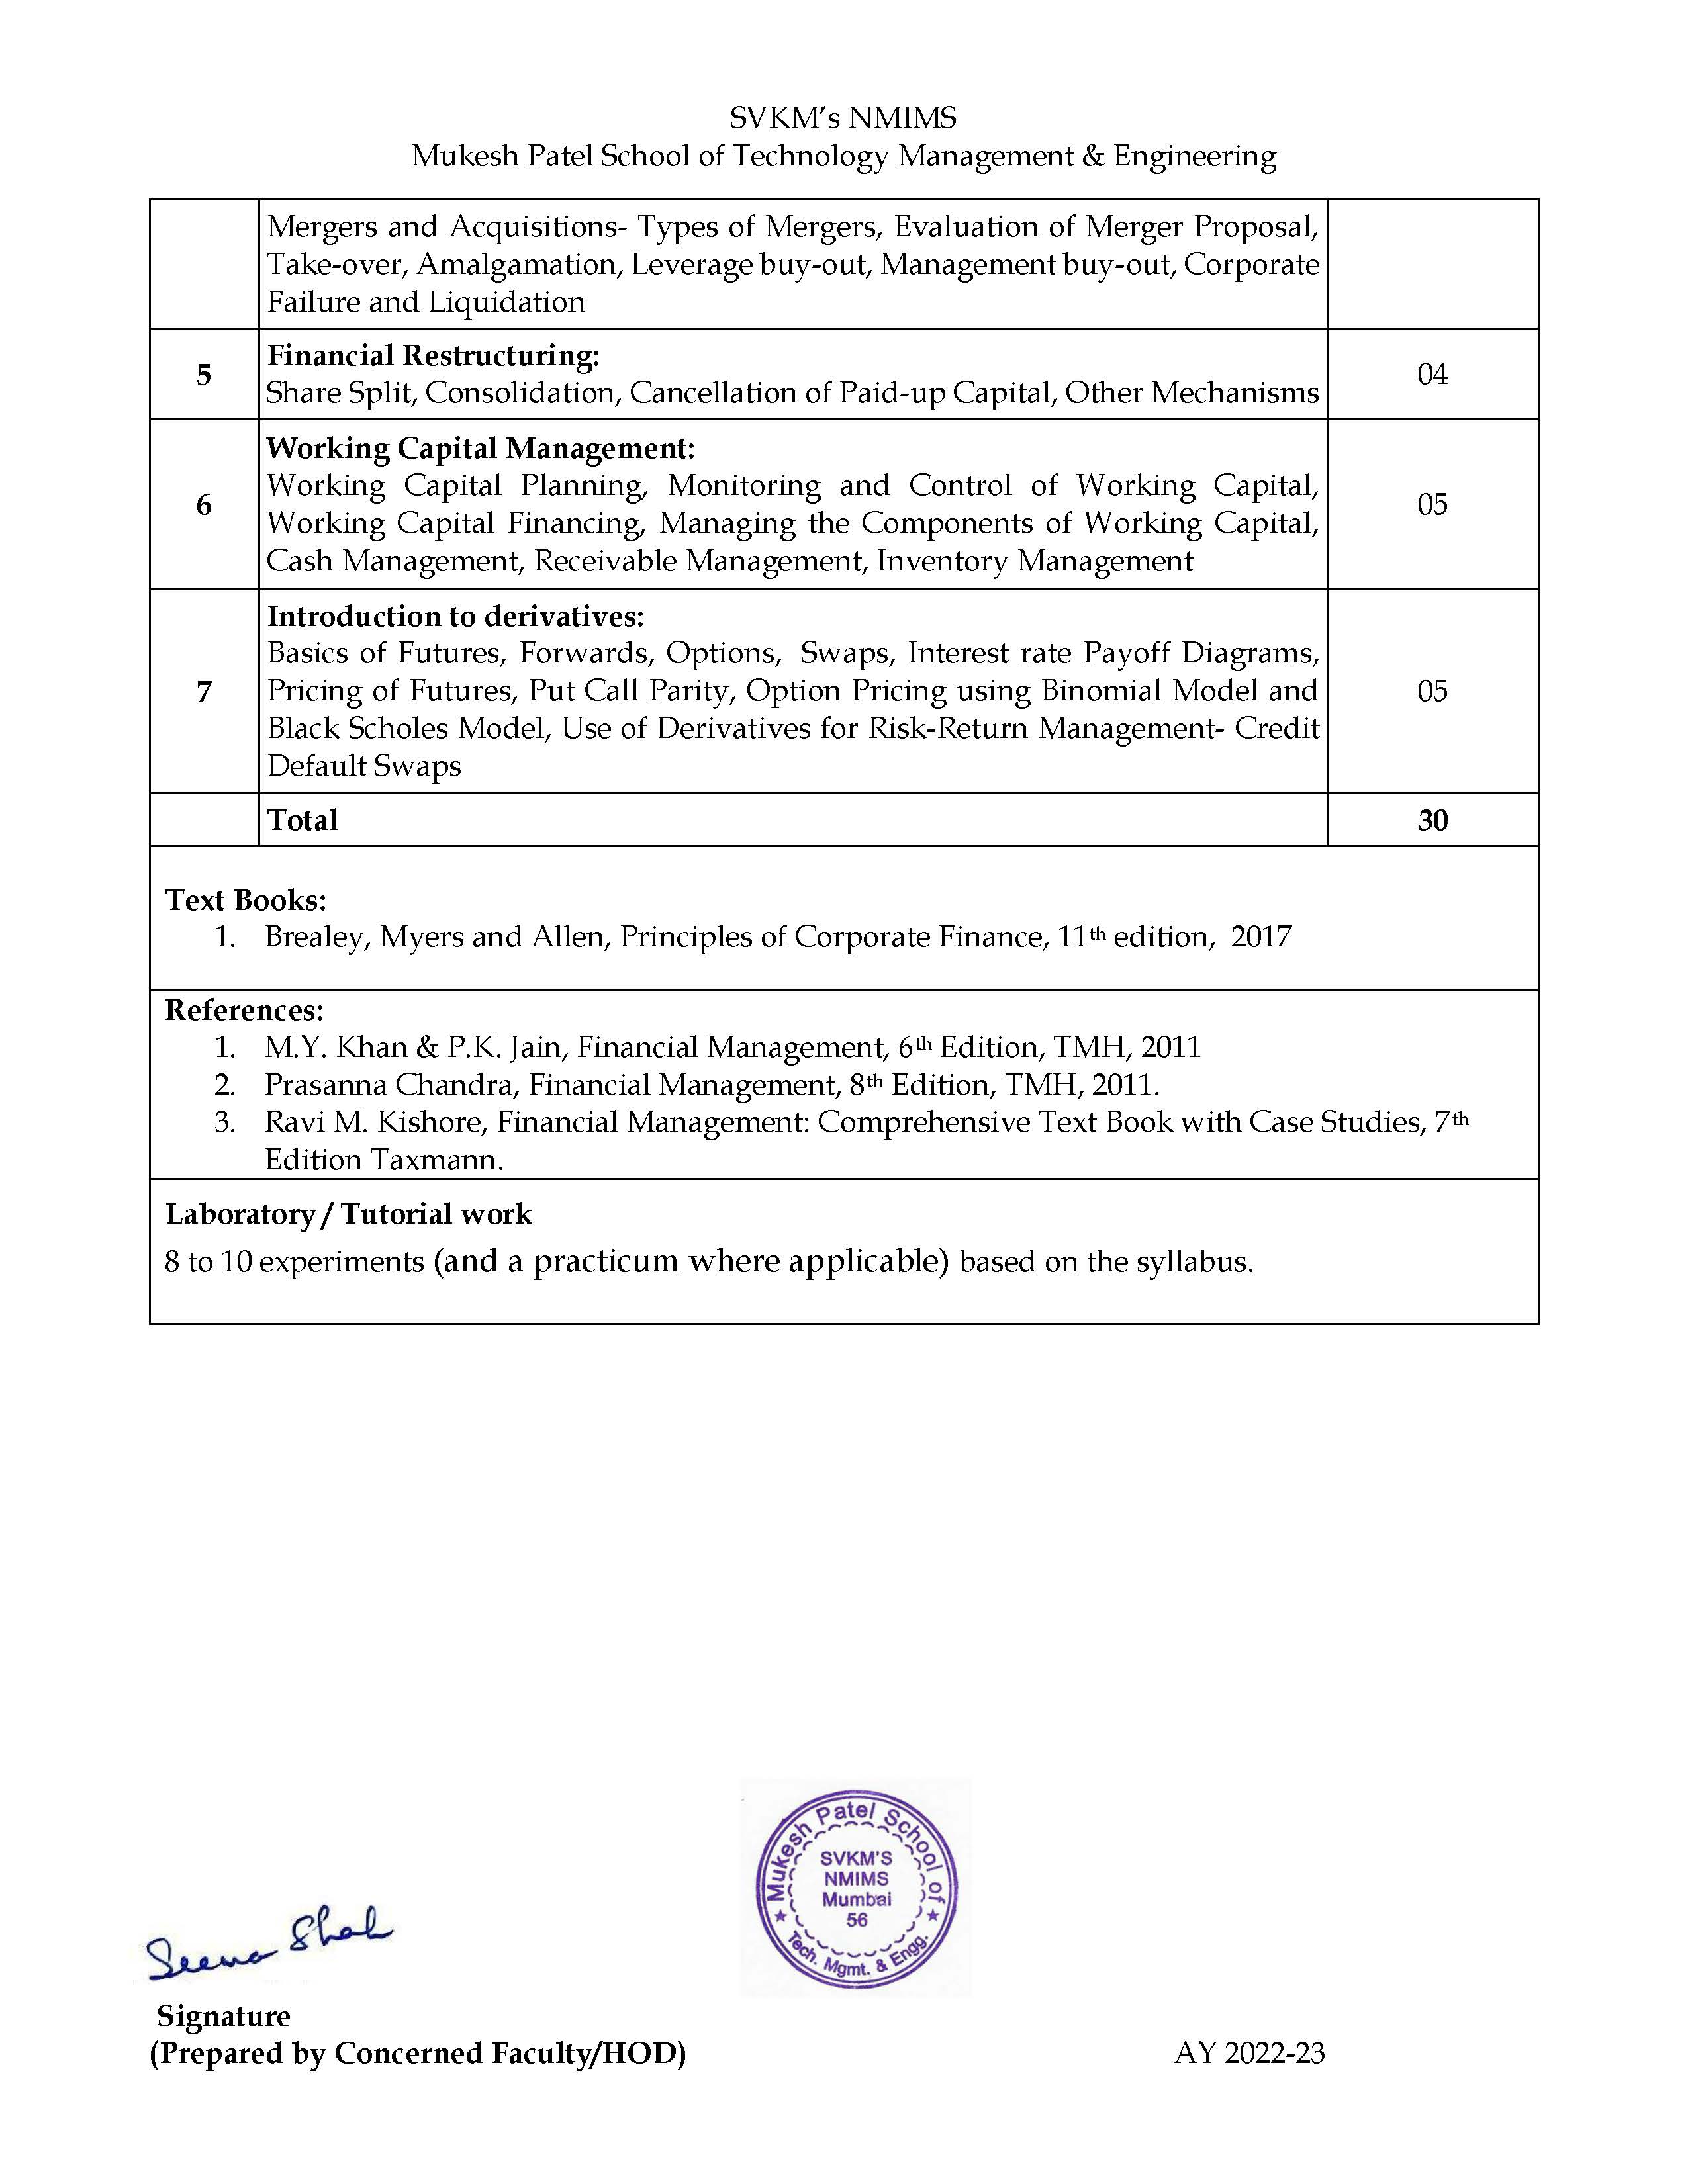 SVKM's NMIMS
Mukesh Patel School of Technology Management & Engineering
Mergers and Acquisitions- Types of Mergers, Evaluation of Merger Proposal,
Take-over, Amalgamation, Leverage buy-out, Management buy-out, Corporate
Failure and Liquidation
5
Financial Restructuring:
Share Split, Consolidation, Cancellation of Paid-up Capital, Other Mechanisms
04
6
Working Capital Management:
Working Capital Planning, Monitoring and Control of Working Capital,
Working Capital Financing, Managing the Components of Working Capital,
Cash Management, Receivable Management, Inventory Management
05
7
Introduction to derivatives:
Basics of Futures, Forwards, Options, Swaps, Interest rate Payoff Diagrams,
Pricing of Futures, Put Call Parity, Option Pricing using Binomial Model and
Black Scholes Model, Use of Derivatives for Risk-Return Management- Credit
Default Swaps
05
Total 30
Text Books:
1. Brealey, Myers and Allen, Principles of Corporate Finance, 11th edition, 2017
References:
1. M.Y. Khan & P.K. Jain, Financial Management, 6th Edition, TMH, 2011
2. Prasanna Chandra, Financial Management, 8th Edition, TMH, 2011.
3. Ravi M. Kishore, Financial Management: Comprehensive Text Book with Case Studies, 7th
Edition Taxmann.
Laboratory / Tutorial work
8 to 10 experiments (and a practicum where applicable) based on the syllabus.
Mukesh Patel School of
SVKM'S
NMIMS
Mumbai
56
Tech. Mgmt. & Engg.
Seema Shah
Signature
(Prepared by Concerned Faculty/HOD) AY 2022-23